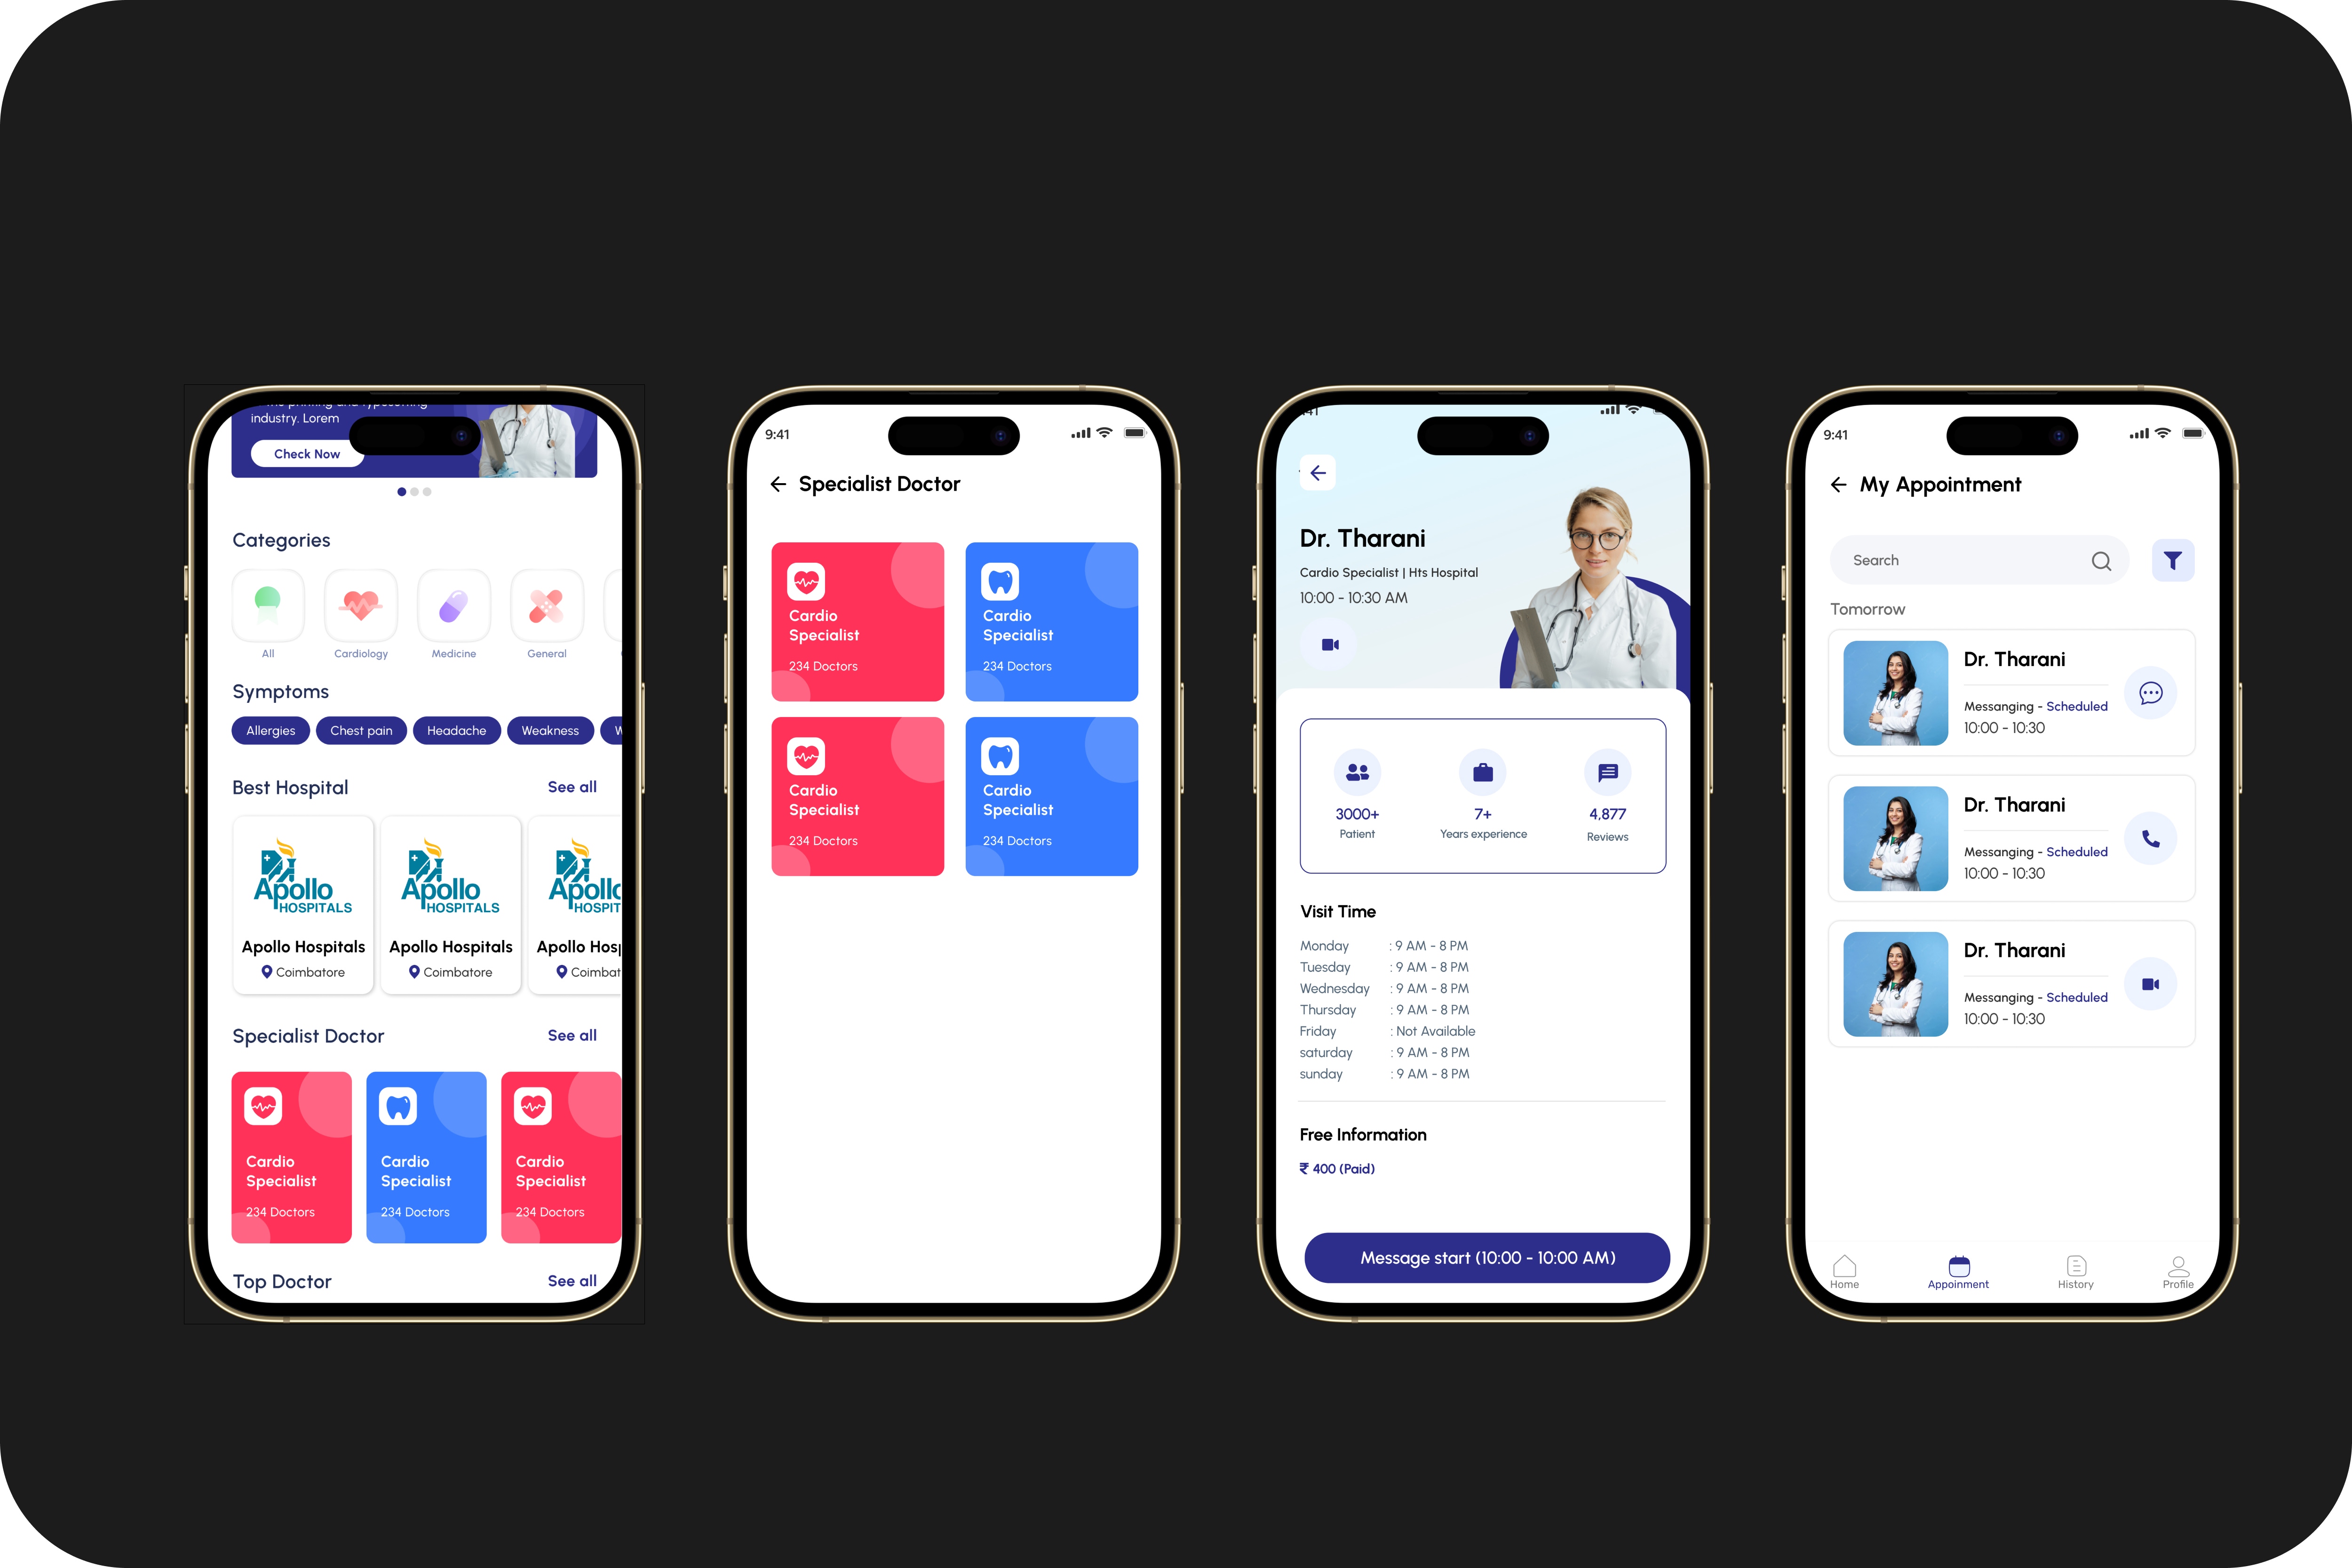 industry. Lorem
Check Now
Categories
All
Cardiology
Medicine
General
Symptoms
Allergies
Chest pain
Headache
Weakness
W
Best Hospital
See all
Apollo
HOSPITALS
Apollo Hospitals
Coimbatore
Apollo
HOSPITALS
Apollo Hospitals
Coimbatore
Apollo
HOSPIT
Apollo Hosp
Coimbat
Specialist Doctor
See all
Cardio
Specialist
234 Doctors
Cardio
Specialist
234 Doctors
Cardio
Specialist
234 Doctors
Top Doctor
See all
9:41
Specialist Doctor
Cardio
Specialist
234 Doctors
Cardio
Specialist
234 Doctors
Cardio
Specialist
234 Doctors
Cardio
Specialist
234 Doctors
Dr. Tharani
Cardio Specialist | Hts Hospital
10:00 - 10:30 AM
3000+
Patient
7+
Years experience
4,877
Reviews
Visit Time
Monday : 9 AM - 8 PM
Tuesday : 9 AM - 8 PM
Wednesday : 9 AM - 8 PM
Thursday : 9 AM - 8 PM
Friday : Not Available
saturday : 9 AM - 8 PM
sunday : 9 AM - 8 PM
Free Information
₹ 400 (Paid)
Message start (10:00 - 10:00 AM)
9:41
My Appointment
Search
Tomorrow
Dr. Tharani
Messanging - Scheduled
10:00 - 10:30
Dr. Tharani
Messanging - Scheduled
10:00 - 10:30
Dr. Tharani
Messanging - Scheduled
10:00 - 10:30
Home
Appoinment
History
Profile